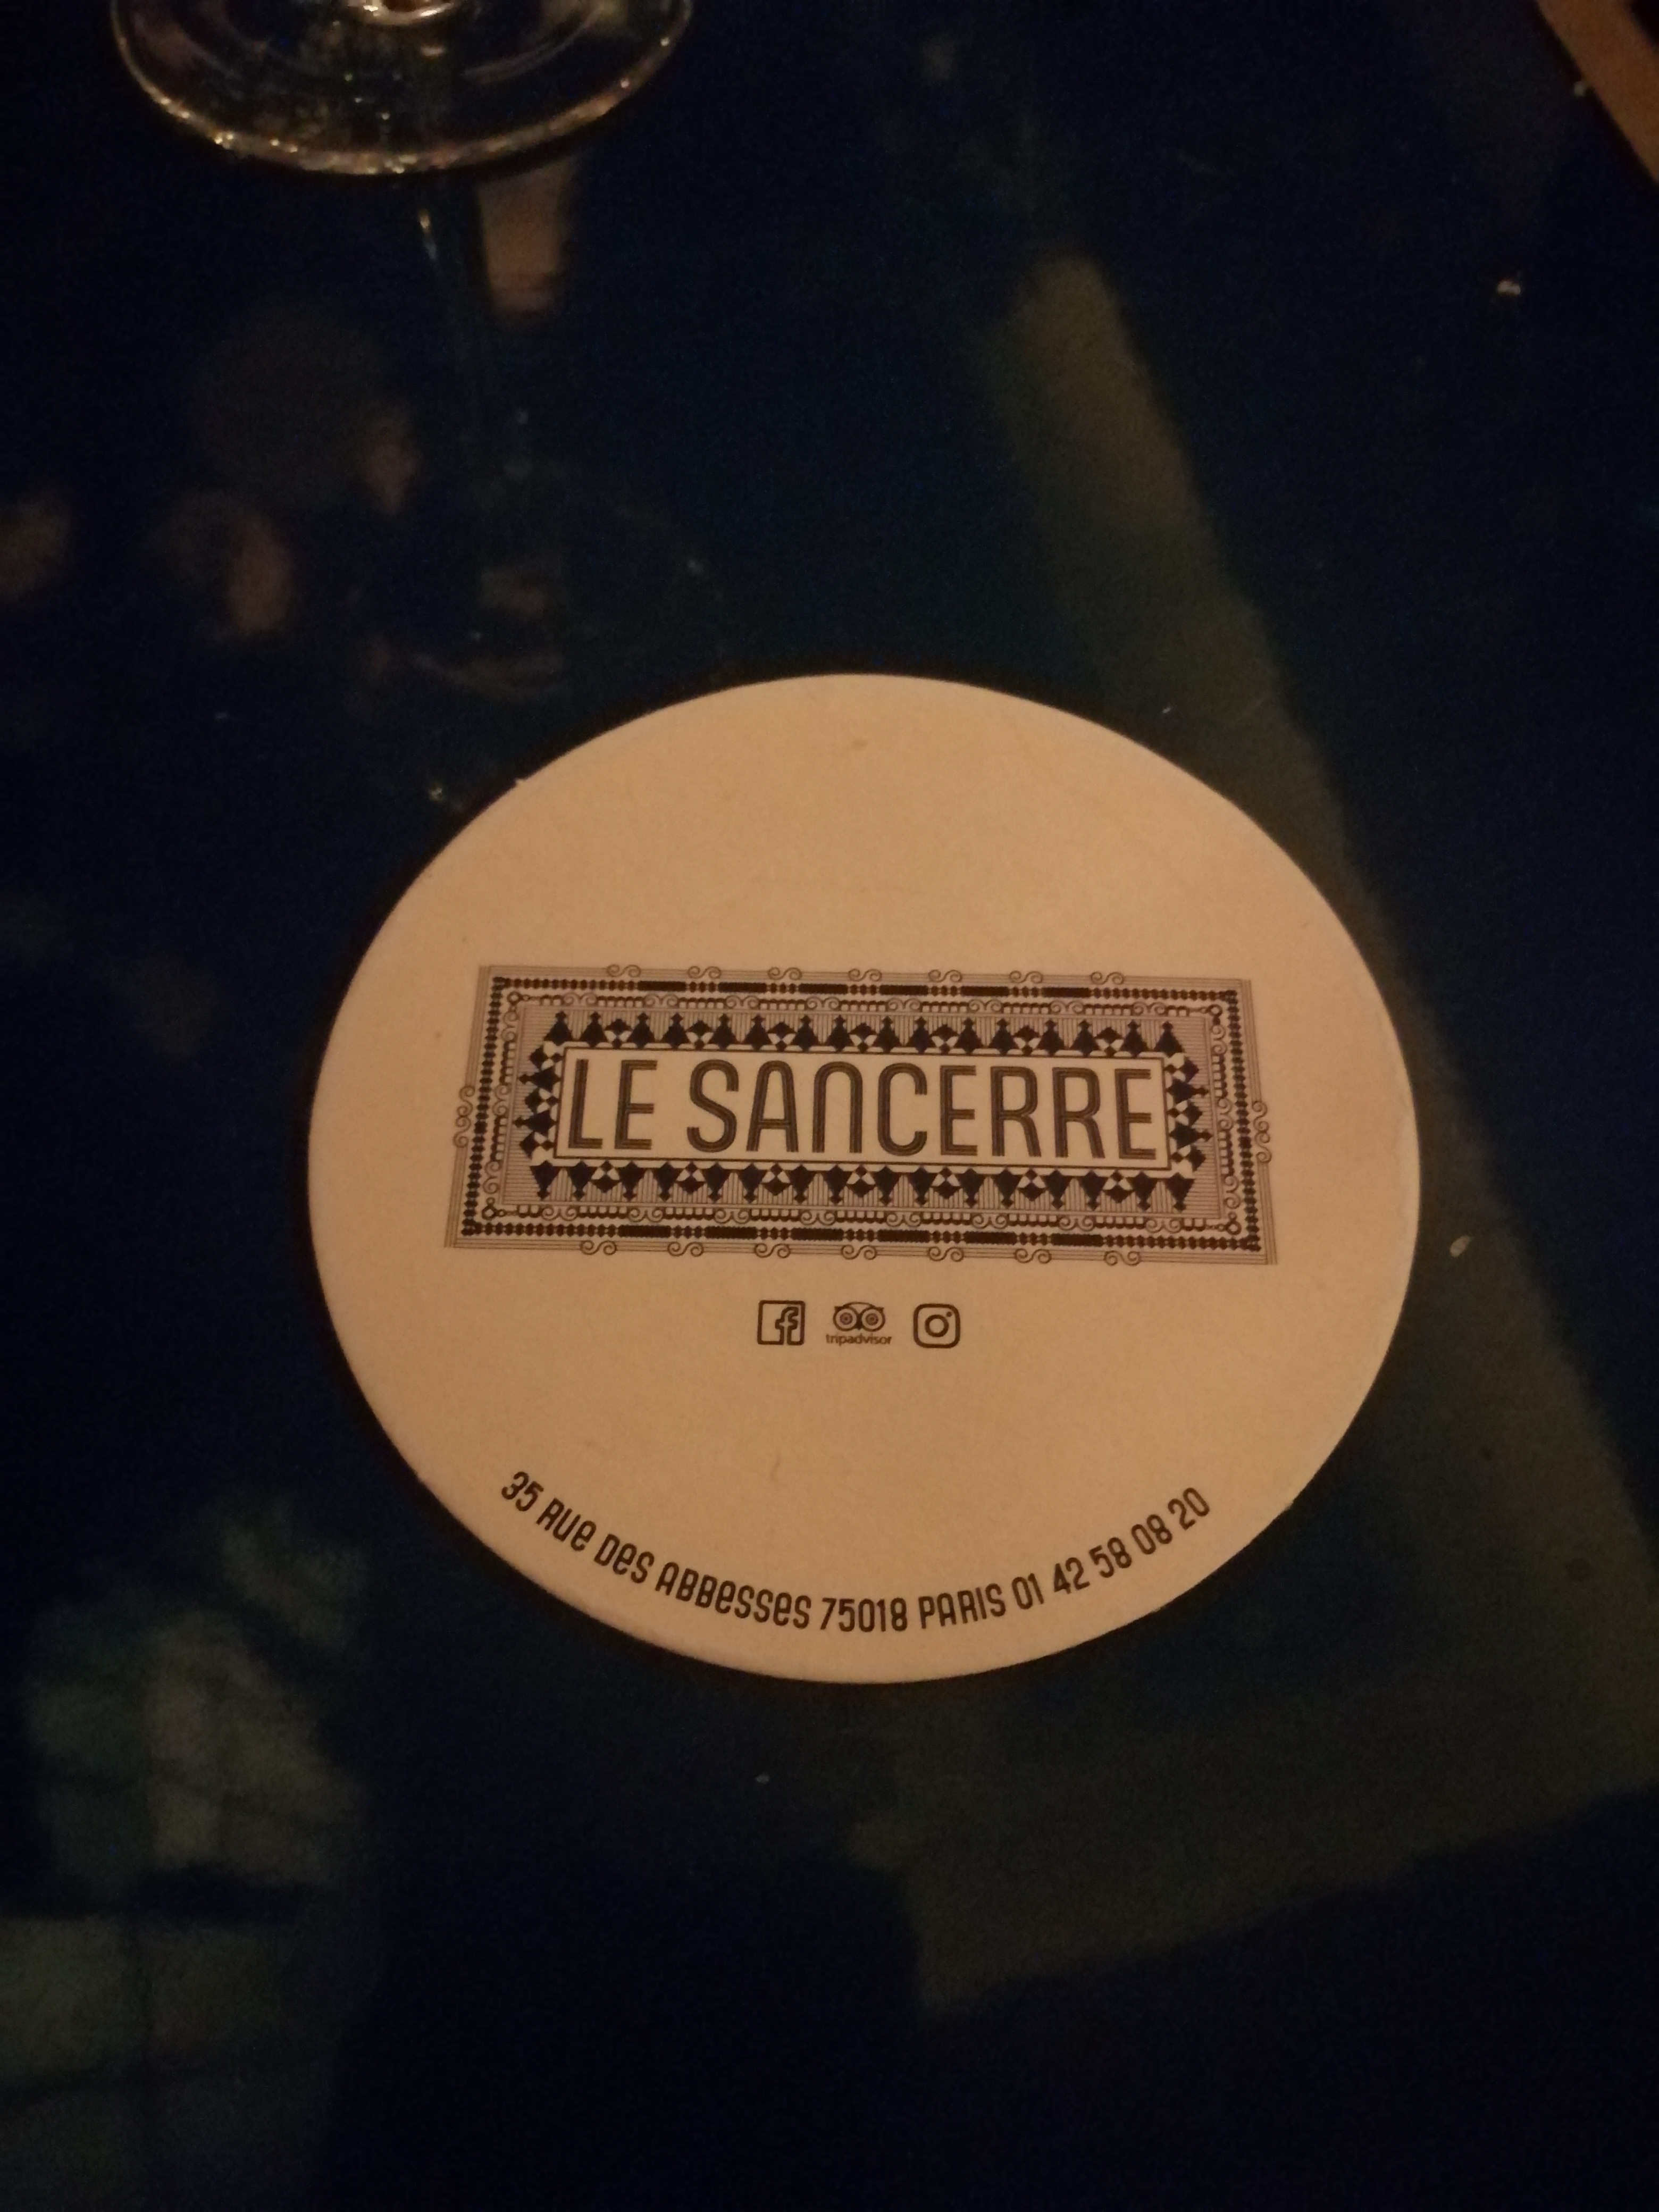 LE SANCERRE
tripadvisor
35 RUE DES ABBESSES 75018 PARIS 01 42 58 08 20